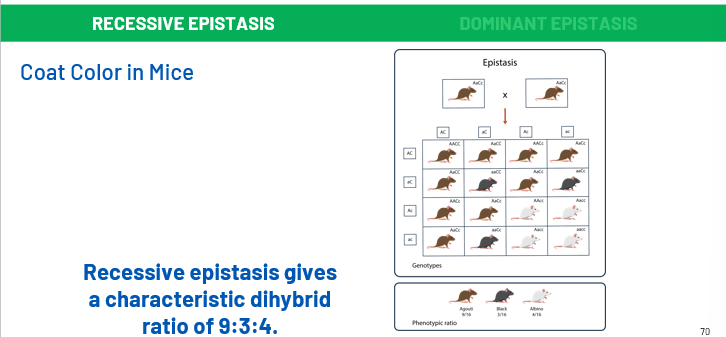 RECESSIVE EPISTASIS
DOMINANT EPISTASIS
Coat Color in Mice
Epistasis
AaCc
x
AaCc
AC
aC
Ac
ac
AC
AACC
AaCC
AACc
AaCc
aC
AaCC
aaCC
AaCc
aaCc
Ac
AACc
AaCc
AAcc
Aacc
ac
AaCc
aaCc
Aacc
aacc
Genotypes
Recessive epistasis gives
a characteristic dihybrid
ratio of 9:3:4.
Agouti
9/16
Black
3/16
Albino
4/16
Phenotypic ratio
70